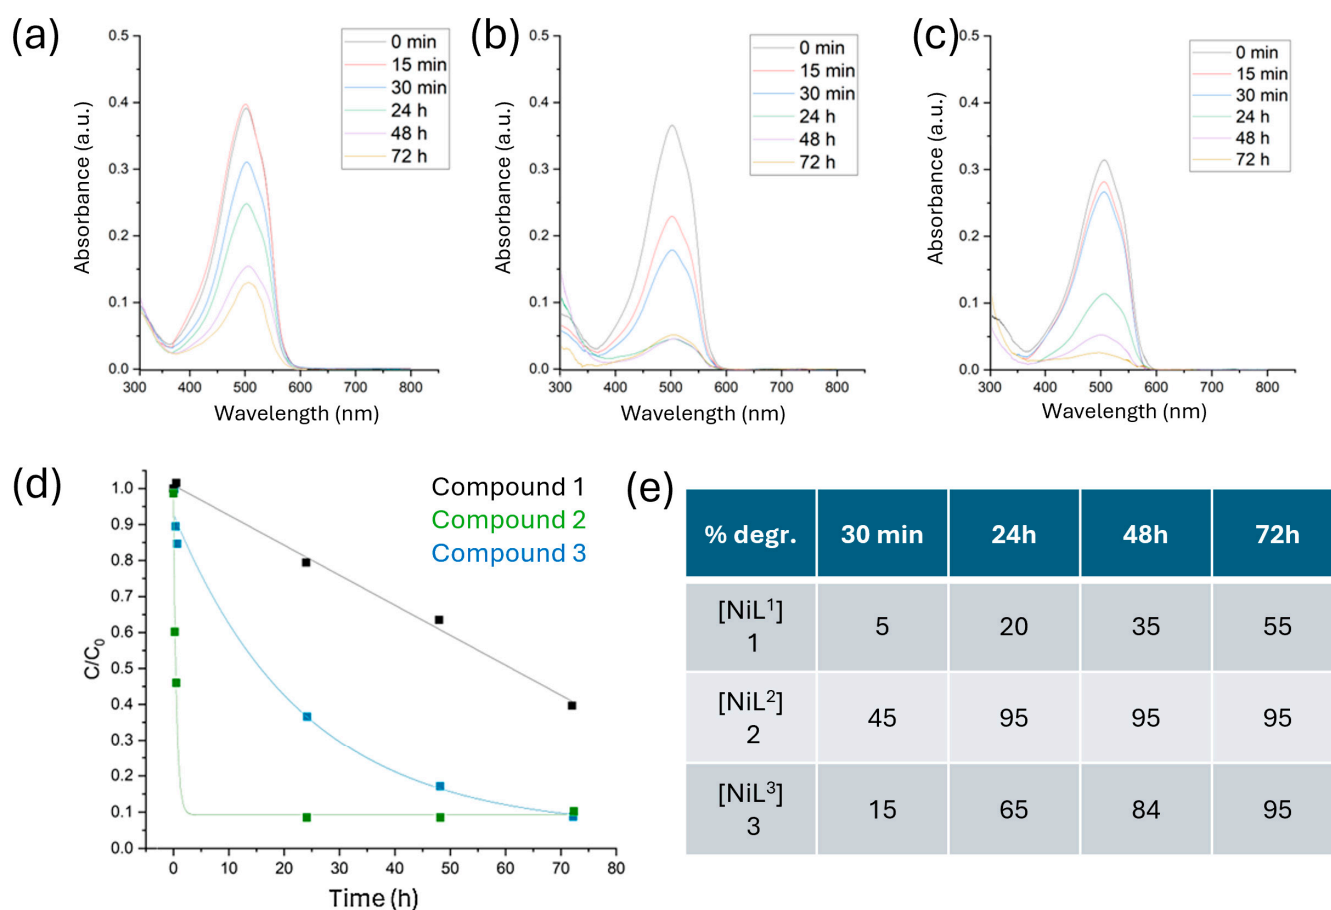 (a)
0.5
0.4
0.3
0.2
0.1
0.0
Absorbance (a.u.)
0 min
15 min
30 min
24 h
48 h
72 h
300 400 500 600 700 800
Wavelength (nm)
(b)
0.5
0.4
0.3
0.2
0.1
0.0
Absorbance (a.u.)
0 min
15 min
30 min
24 h
48 h
72 h
300 400 500 600 700 800
Wavelength (nm)
(c)
0.5
0.4
0.3
0.2
0.1
0.0
Absorbance (a.u.)
0 min
15 min
30 min
24 h
48 h
72 h
300 400 500 600 700 800
Wavelength (nm)
(d)
1.0
0.9
0.8
0.7
0.6
0.5
0.4
0.3
0.2
0.1
0.0
C/C₀
Compound 1
Compound 2
Compound 3
0 10 20 30 40 50 60 70 80
Time (h)
(e)
% degr. 30 min 24h 48h 72h
[NiL¹]
1 5 20 35 55
[NiL²]
2 45 95 95 95
[NiL³]
3 15 65 84 95